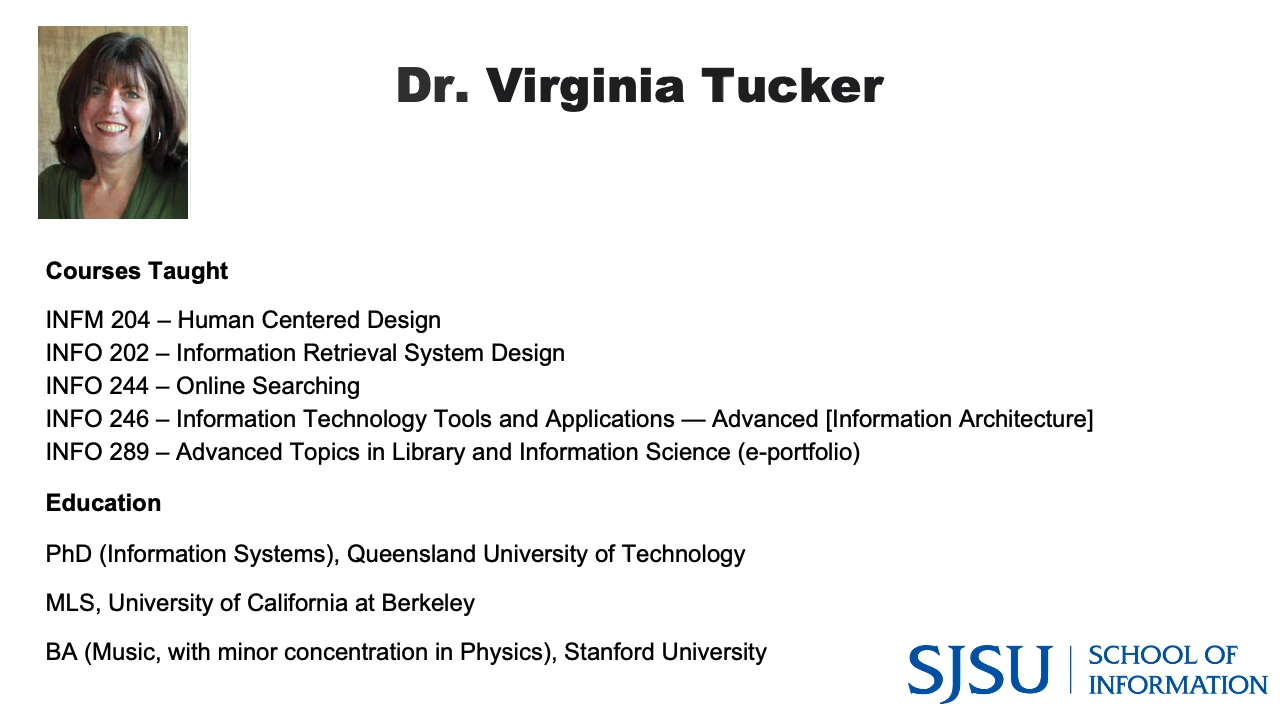 Dr. Virginia Tucker
Courses Taught
INFM 204 – Human Centered Design
INFO 202 – Information Retrieval System Design
INFO 244 – Online Searching
INFO 246 – Information Technology Tools and Applications — Advanced [Information Architecture]
INFO 289 – Advanced Topics in Library and Information Science (e-portfolio)
Education
PhD (Information Systems), Queensland University of Technology
MLS, University of California at Berkeley
BA (Music, with minor concentration in Physics), Stanford University
SJSU
SCHOOL OF
INFORMATION